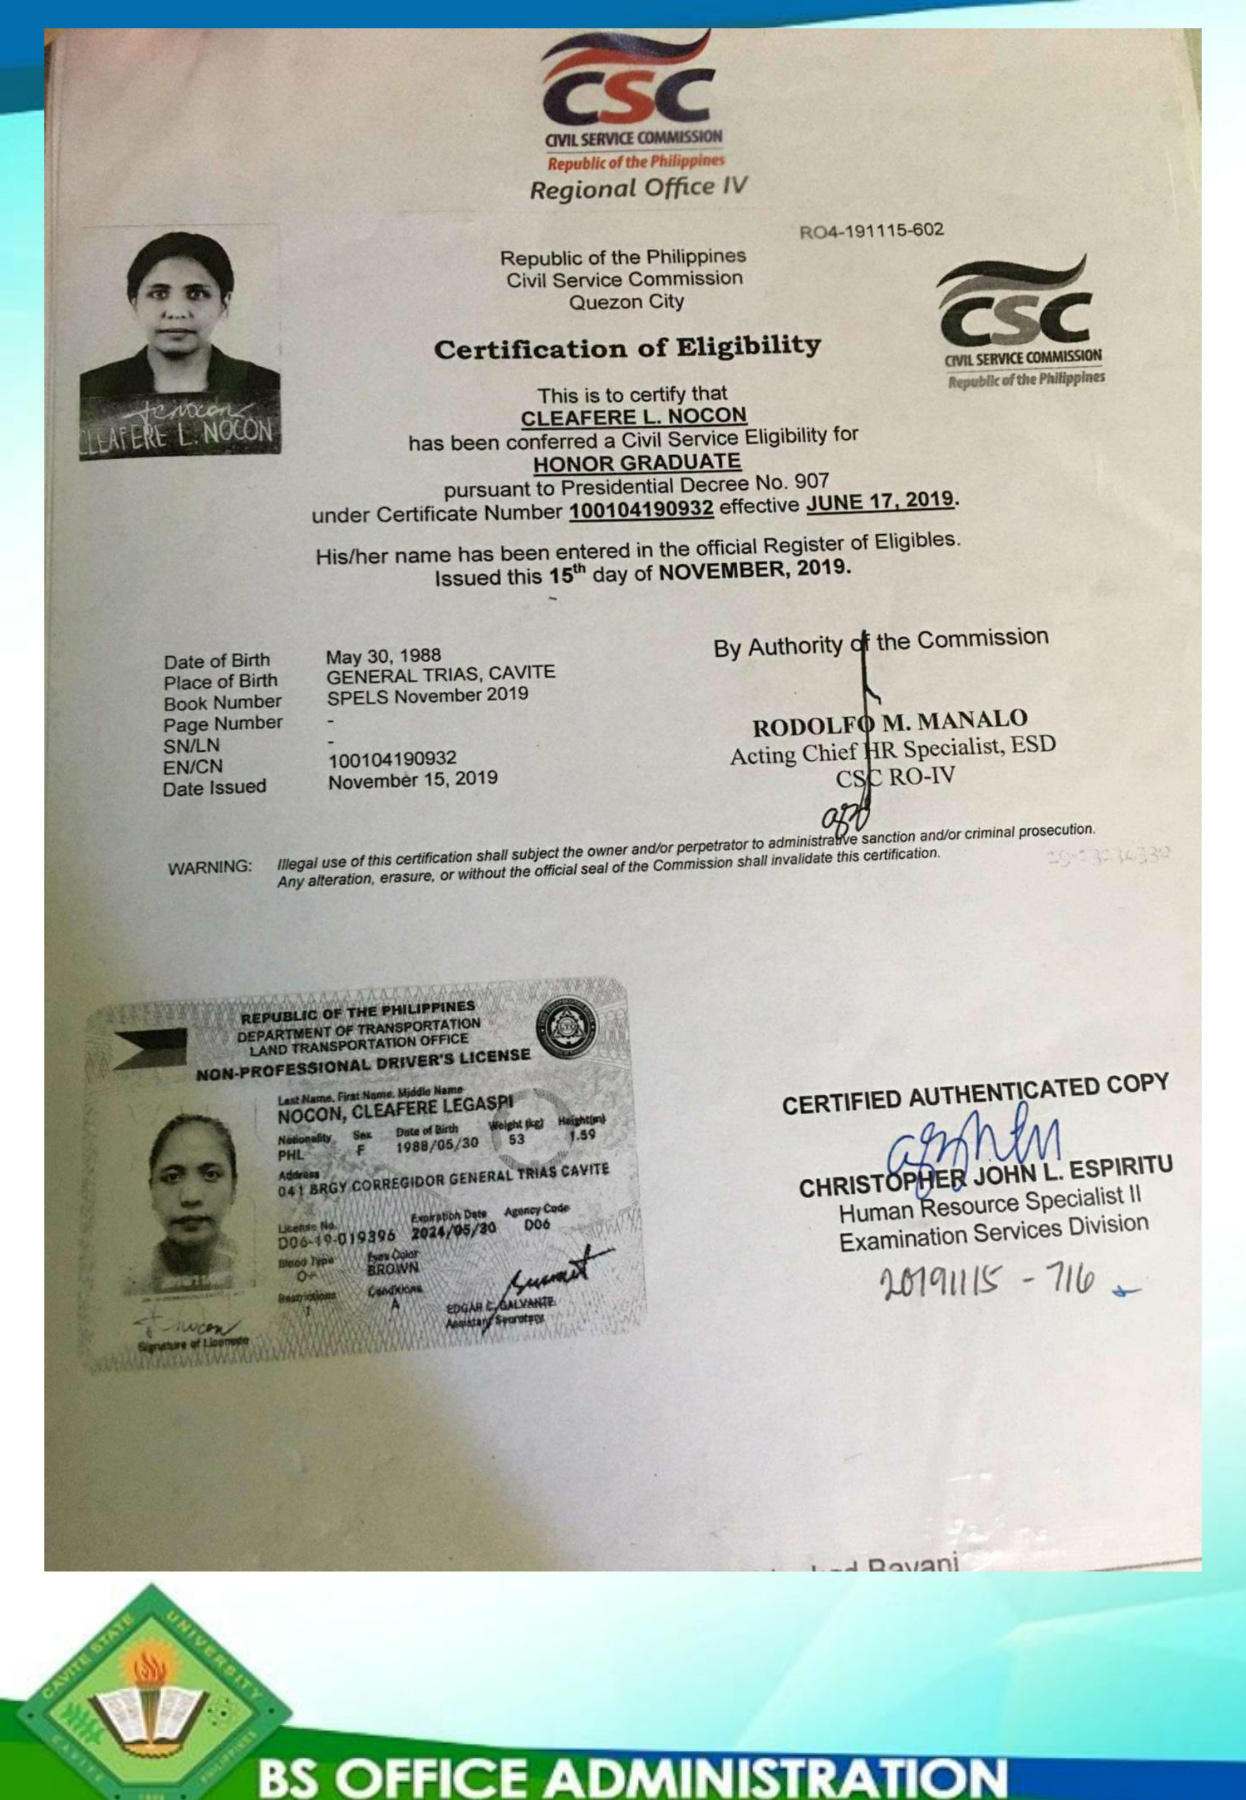 CSC
CIVIL SERVICE COMMISSION
Republic of the Philippines
Regional Office IV
RO4-191115-602
Republic of the Philippines
Civil Service Commission
Quezon City
CSC
CIVIL SERVICE COMMISSION
Republic of the Philippines
Certification of Eligibility
CLEAFERE L. NOCON
This is to certify that
CLEAFERE L. NOCON
has been conferred a Civil Service Eligibility for
HONOR GRADUATE
pursuant to Presidential Decree No. 907
under Certificate Number 100104190932 effective JUNE 17, 2019.
His/her name has been entered in the official Register of Eligibles.
Issued this 15th day of NOVEMBER, 2019.
Date of Birth May 30, 1988
Place of Birth GENERAL TRIAS, CAVITE
Book Number SPELS November 2019
Page Number -
SN/LN -
EN/CN 100104190932
Date Issued November 15, 2019
By Authority of the Commission
RODOLFO M. MANALO
Acting Chief HR Specialist, ESD
CSC RO-IV
WARNING: Illegal use of this certification shall subject the owner and/or perpetrator to administrative sanction and/or criminal prosecution.
Any alteration, erasure, or without the official seal of the Commission shall invalidate this certification.
REPUBLIC OF THE PHILIPPINES
DEPARTMENT OF TRANSPORTATION
LAND TRANSPORTATION OFFICE
NON-PROFESSIONAL DRIVER'S LICENSE
Last Name, First Name, Middle Name
NOCON, CLEAFERE LEGASPI
Nationality Sex Date of Birth Weight (kg) Height(m)
PHL F 1988/05/30 53 1.59
Address
041 BRGY CORREGIDOR GENERAL TRIAS CAVITE
License No. Expiration Date Agency Code
D06-19-019396 2024/05/30 D06
Blood Type Eyes Color
O+ BROWN
Restrictions Conditions
1 A
EDGAR C. GALVANTE
Assistant Secretary
Signature of Licensee
CERTIFIED AUTHENTICATED COPY
CHRISTOPHER JOHN L. ESPIRITU
Human Resource Specialist II
Examination Services Division
20191115 - 716
Bayani
CAVITE STATE UNIVERSITY
CAVITE PHILIPPINES
BS OFFICE ADMINISTRATION